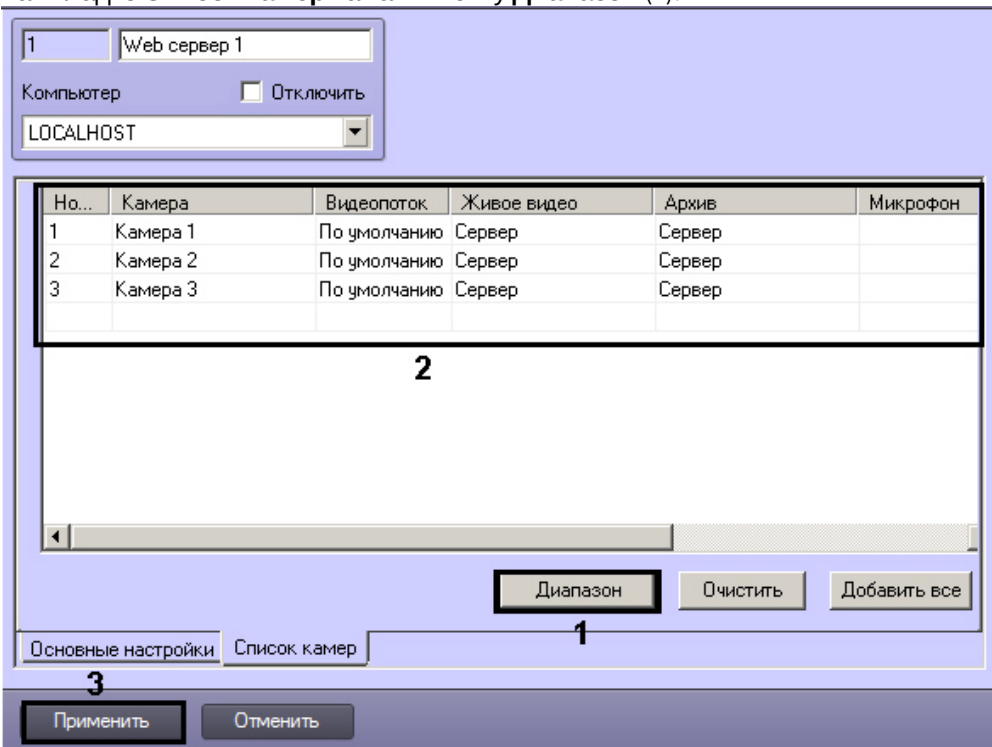 1 Web сервер 1
Компьютер Отключить
LOCALHOST
Но... Камера Видеопоток Живое видео Архив Микрофон
1 Камера 1 По умолчанию Сервер Сервер
2 Камера 2 По умолчанию Сервер Сервер
3 Камера 3 По умолчанию Сервер Сервер
2
Диапазон Очистить Добавить все
1
Основные настройки Список камер
3
Применить Отменить